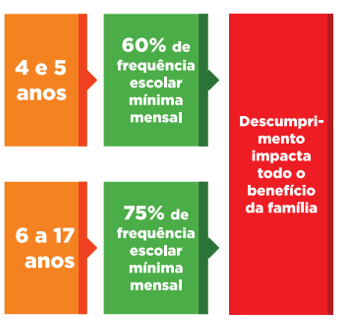 4 e 5
anos
60% de
frequência
escolar
mínima
mensal
6 a 17
anos
75% de
frequência
escolar
mínima
mensal
Descumpri-
mento
impacta
todo o
benefício
da família